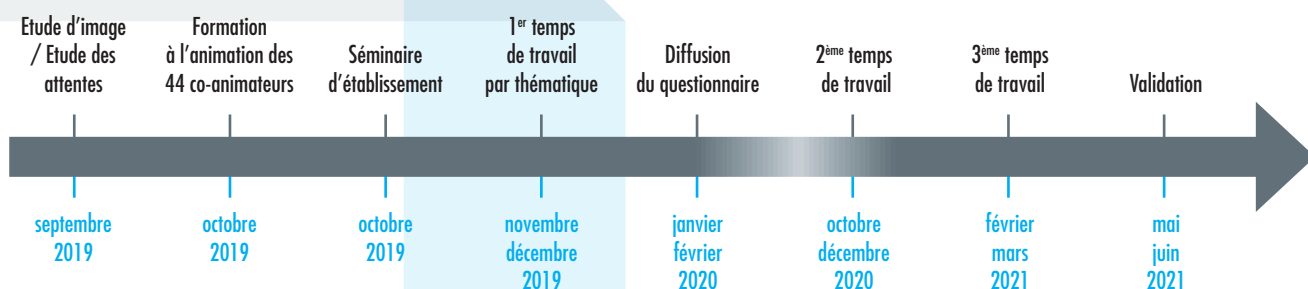 Etude d’image
/ Etude des
attentes
Formation
à l’animation des
44 co-animateurs
Séminaire
d’établissement
1er temps
de travail
par thématique
Diffusion
du questionnaire
2ème temps
de travail
3ème temps
de travail
Validation
septembre
2019
octobre
2019
octobre
2019
novembre
décembre
2019
janvier
février
2020
octobre
décembre
2020
février
mars
2021
mai
juin
2021